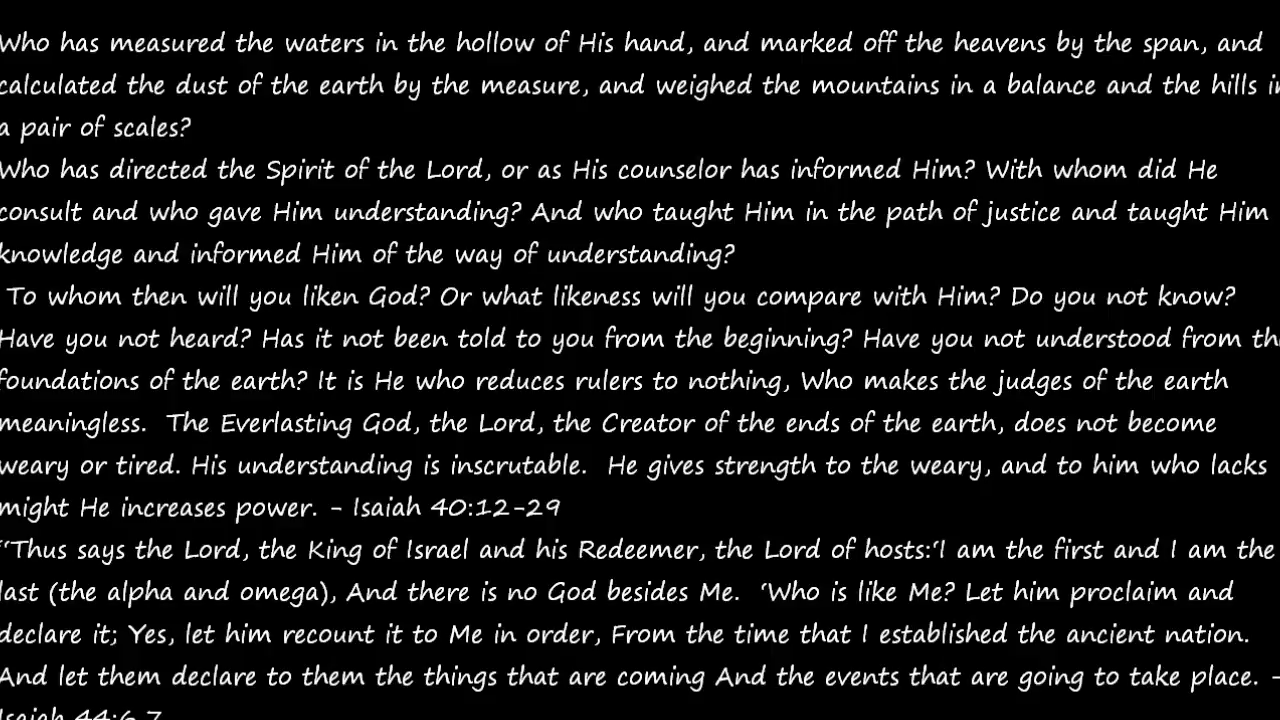 Who has measured the waters in the hollow of His hand, and marked off the heavens by the span, and
calculated the dust of the earth by the measure, and weighed the mountains in a balance and the hills in
a pair of scales?
Who has directed the Spirit of the Lord, or as His counselor has informed Him? With whom did He
consult and who gave Him understanding? And who taught Him in the path of justice and taught Him
knowledge and informed Him of the way of understanding?
To whom then will you liken God? Or what likeness will you compare with Him? Do you not know?
Have you not heard? Has it not been told to you from the beginning? Have you not understood from the
foundations of the earth? It is He who reduces rulers to nothing, Who makes the judges of the earth
meaningless. The Everlasting God, the Lord, the Creator of the ends of the earth, does not become
weary or tired. His understanding is inscrutable. He gives strength to the weary, and to him who lacks
might He increases power. - Isaiah 40:12-29
“Thus says the Lord, the King of Israel and his Redeemer, the Lord of hosts:‘I am the first and I am the
last (the alpha and omega), And there is no God besides Me. ‘Who is like Me? Let him proclaim and
declare it; Yes, let him recount it to Me in order, From the time that I established the ancient nation.
And let them declare to them the things that are coming And the events that are going to take place. -
Isaiah 44:6-7